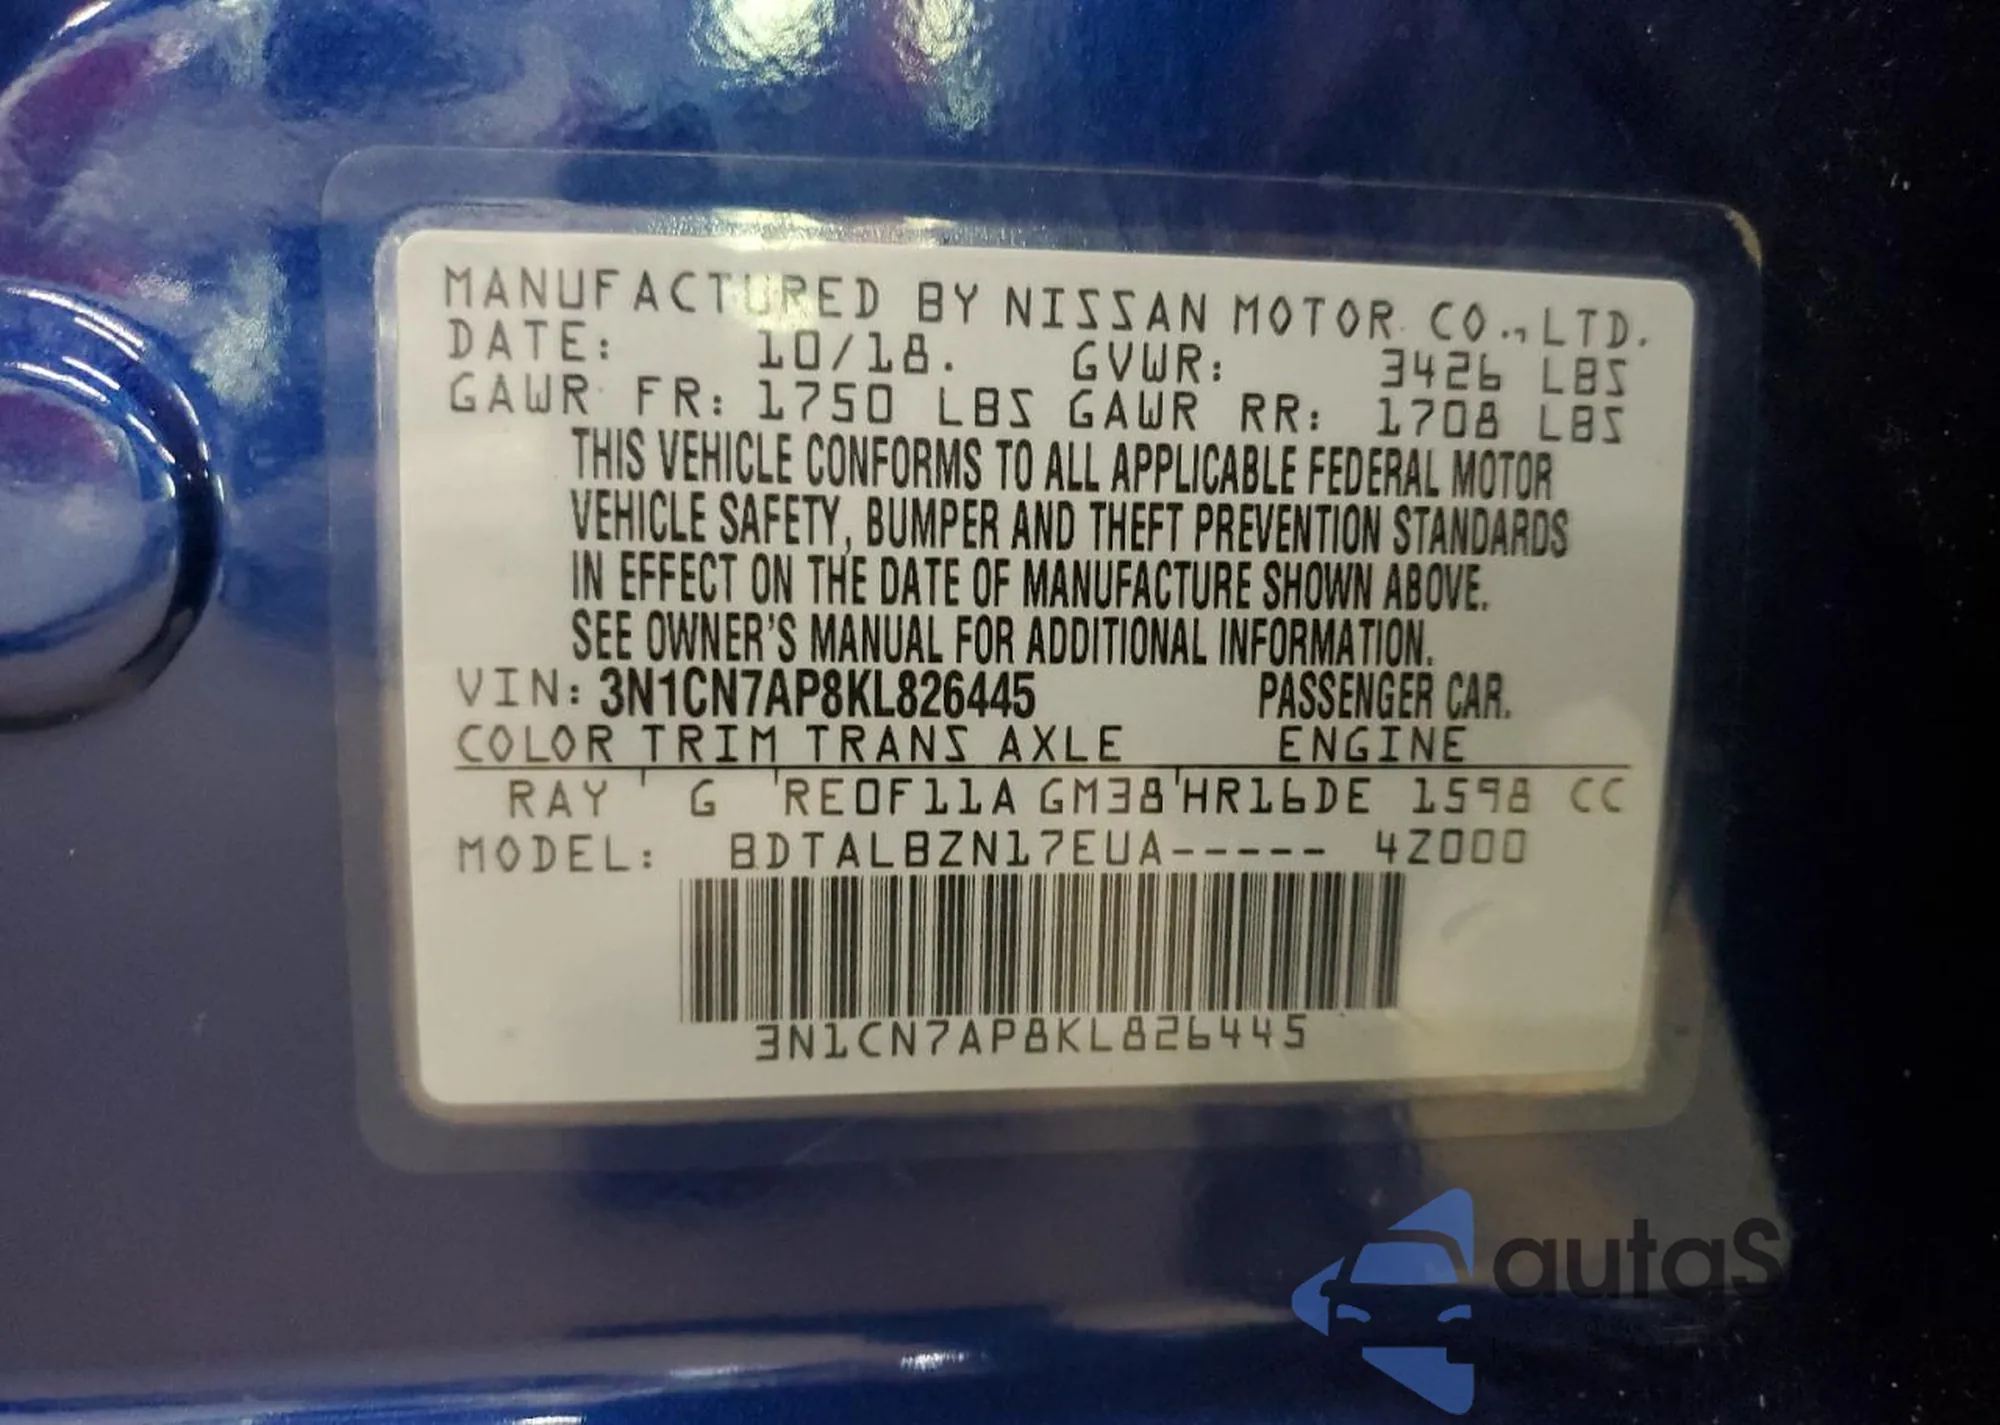 MANUFACTURED BY NISSAN MOTOR CO., LTD.
DATE: 10/18. GVWR: 3426 LBS
GAWR FR: 1750 LBS GAWR RR: 1708 LBS
THIS VEHICLE CONFORMS TO ALL APPLICABLE FEDERAL MOTOR
VEHICLE SAFETY, BUMPER AND THEFT PREVENTION STANDARDS
IN EFFECT ON THE DATE OF MANUFACTURE SHOWN ABOVE.
SEE OWNER'S MANUAL FOR ADDITIONAL INFORMATION.
VIN: 3N1CN7AP8KL826445 PASSENGER CAR.
COLOR TRIM TRANS AXLE ENGINE
RAY G RE0F11A GM38 HR16DE 1598 CC
MODEL: BDTALBZN17EUA----- 4Z000
3N1CN7AP8KL826445
autaS